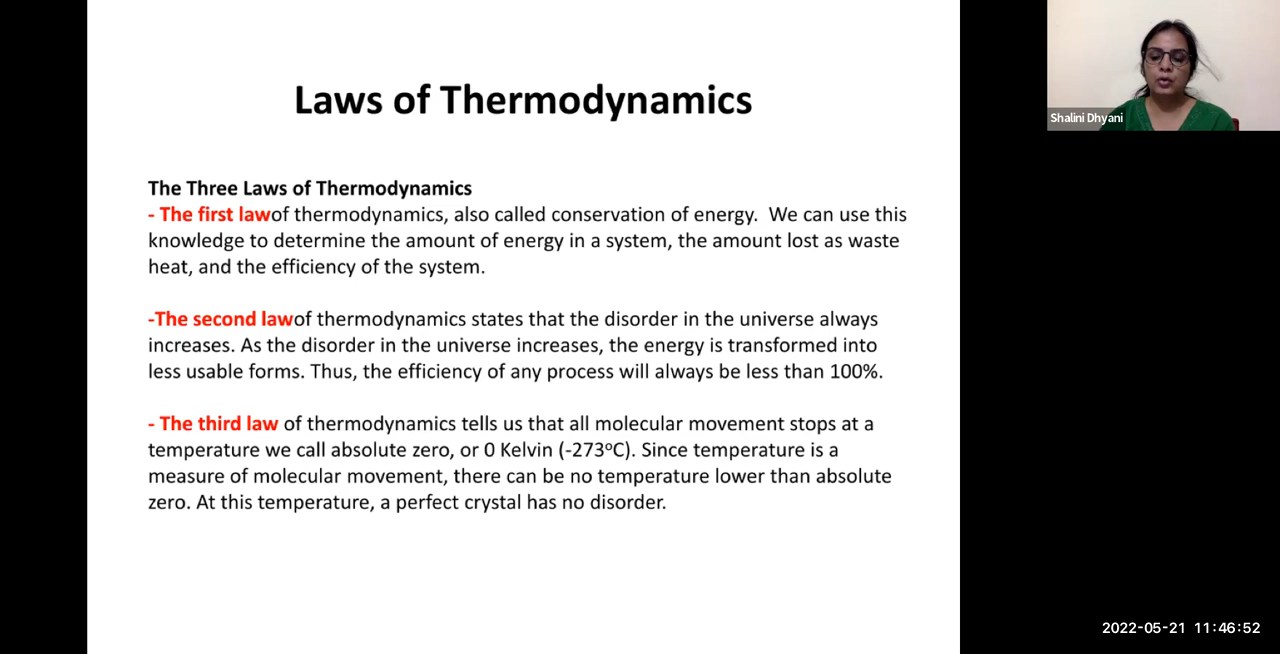 Laws of Thermodynamics
Shalini Dhyani
The Three Laws of Thermodynamics
- The first lawof thermodynamics, also called conservation of energy.  We can use this
knowledge to determine the amount of energy in a system, the amount lost as waste
heat, and the efficiency of the system.
-The second lawof thermodynamics states that the disorder in the universe always
increases. As the disorder in the universe increases, the energy is transformed into
less usable forms. Thus, the efficiency of any process will always be less than 100%.
- The third law of thermodynamics tells us that all molecular movement stops at a
temperature we call absolute zero, or 0 Kelvin (-273ºC). Since temperature is a
measure of molecular movement, there can be no temperature lower than absolute
zero. At this temperature, a perfect crystal has no disorder.
2022-05-21 11:46:52